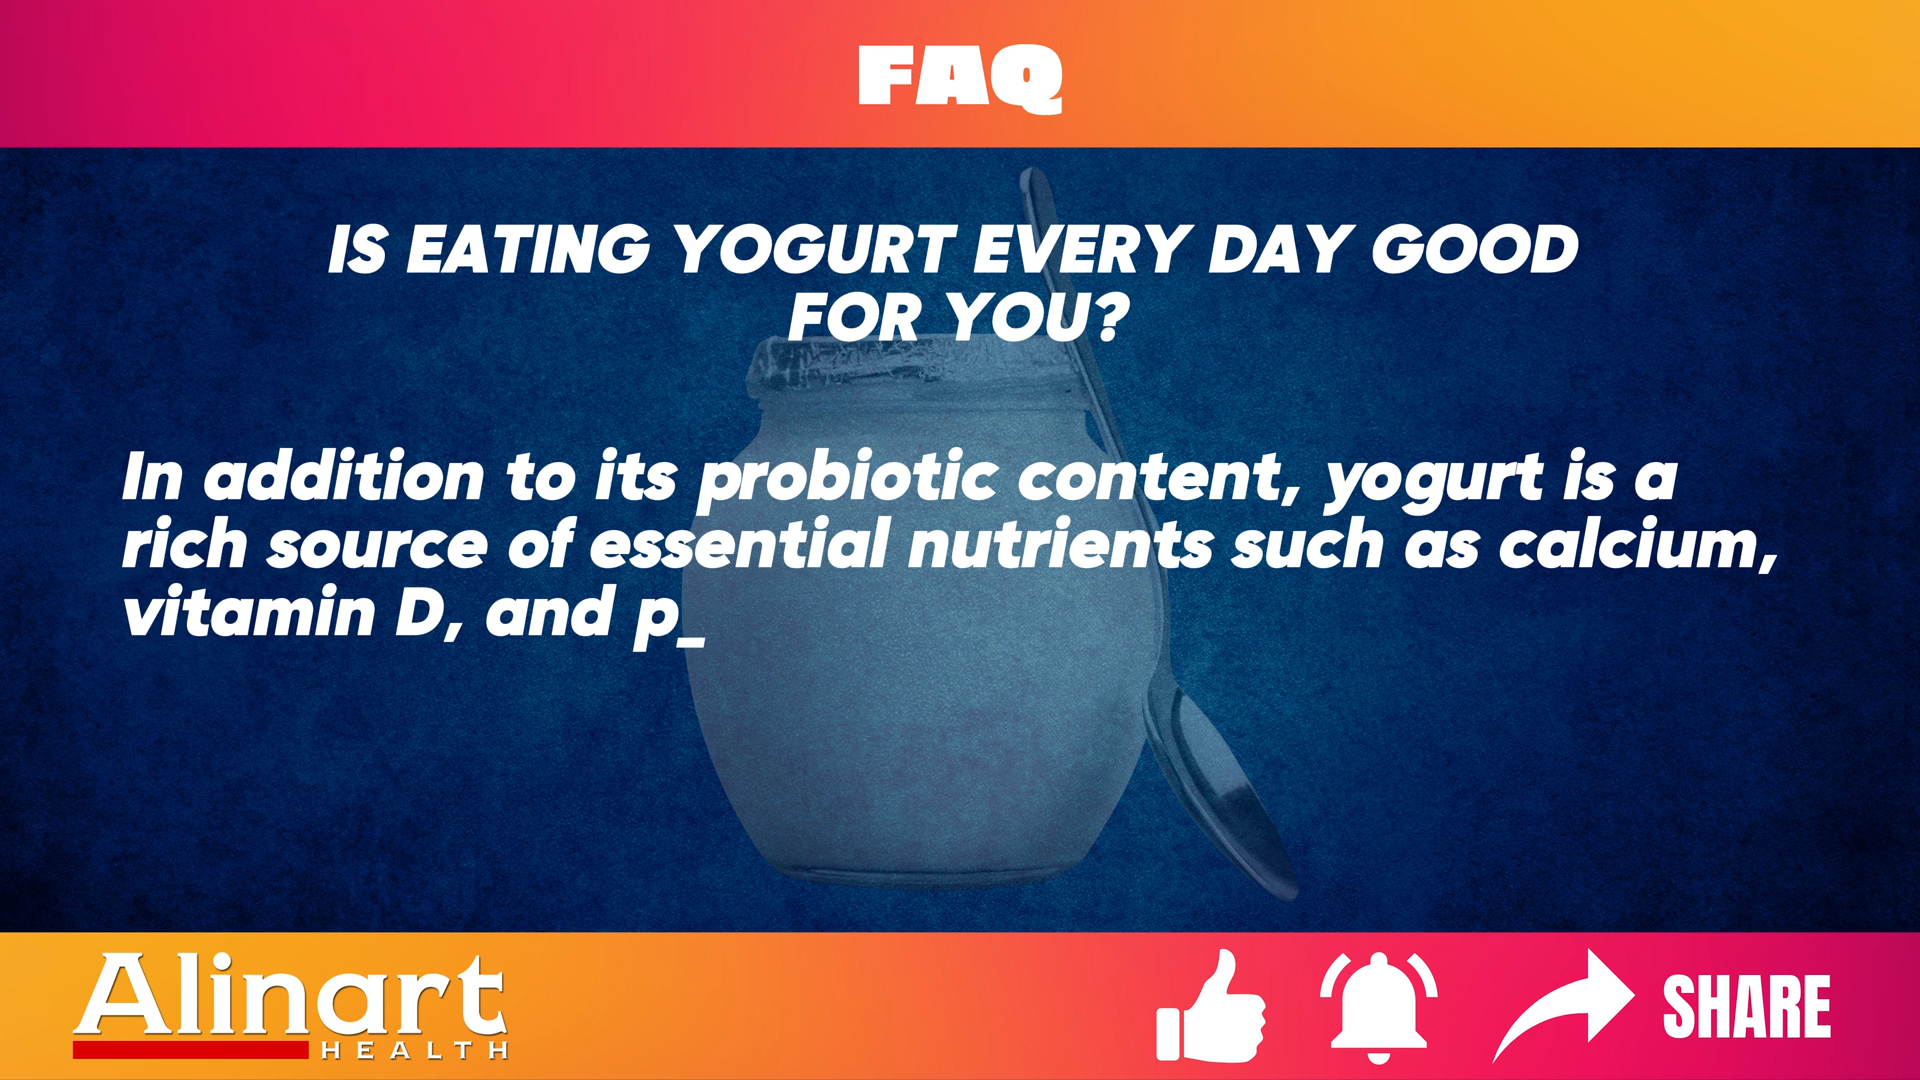 FAQ
IS EATING YOGURT EVERY DAY GOOD
FOR YOU?
In addition to its probiotic content, yogurt is a
rich source of essential nutrients such as calcium,
vitamin D, and p_
Alinart
HEALTH
SHARE